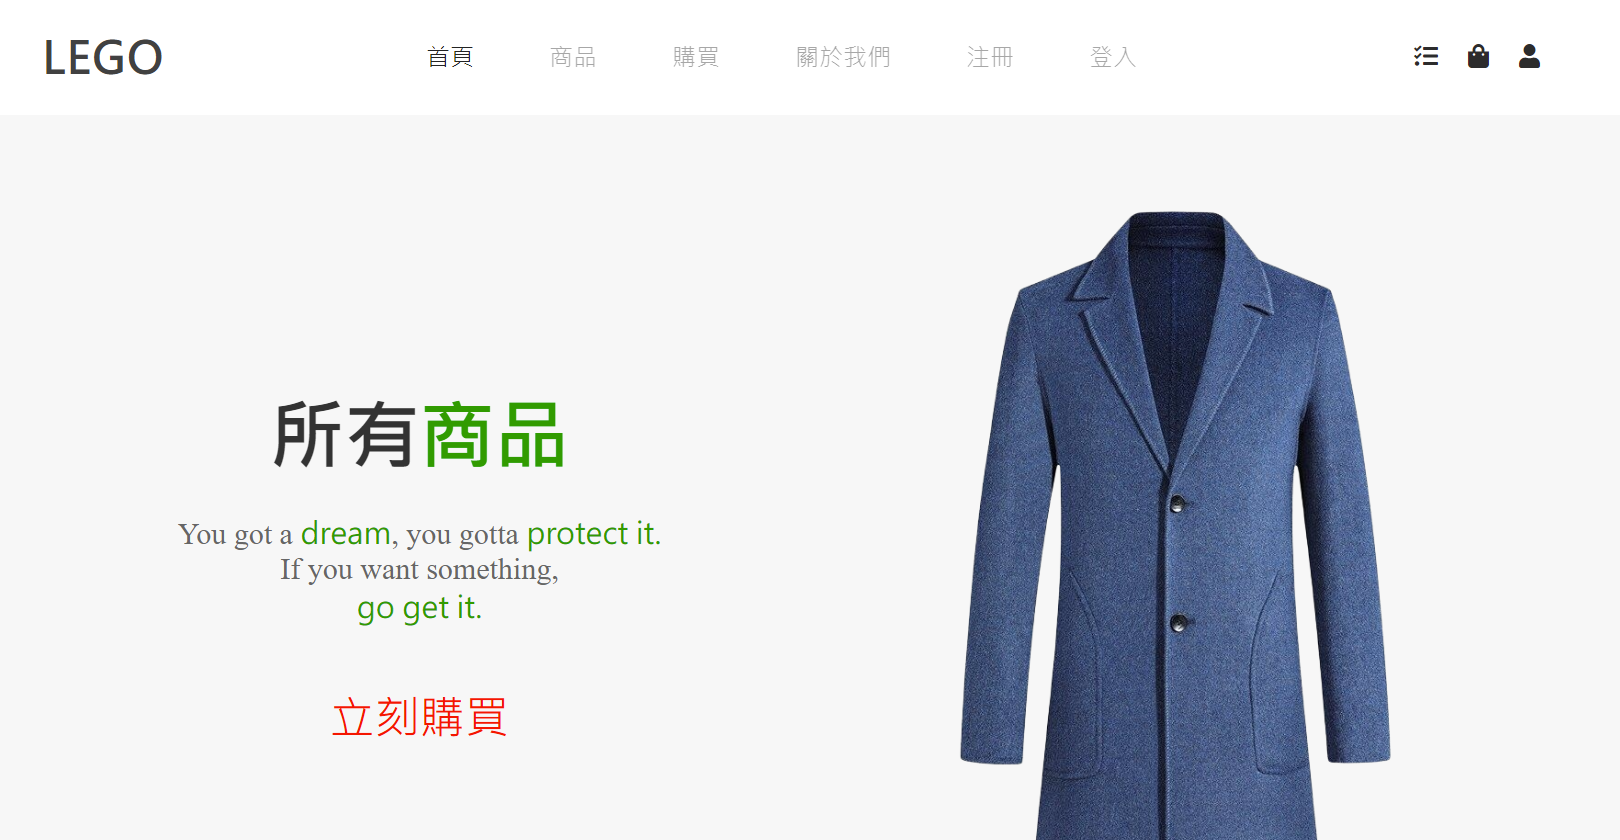 LEGO
首頁 商品 購買 關於我們 注冊 登入
所有商品
You got a dream, you gotta protect it.
If you want something,
go get it.
立刻購買